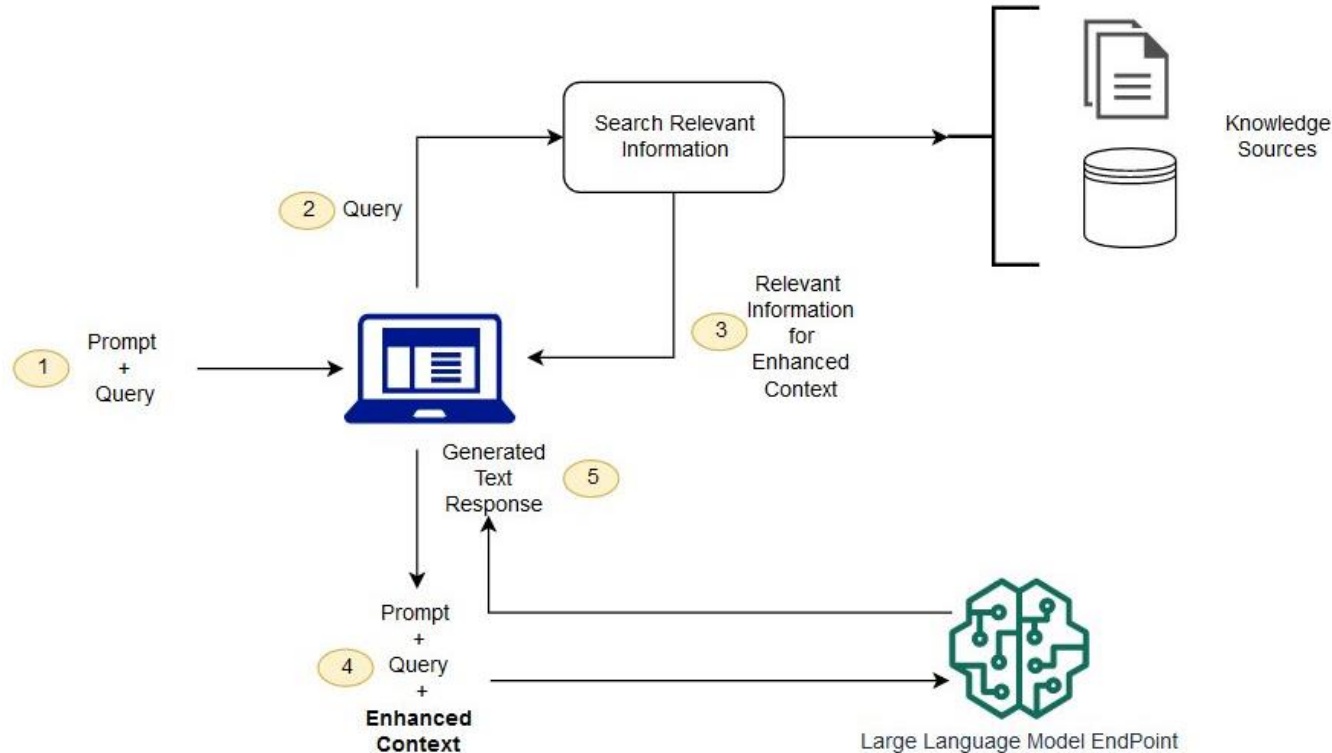 Search Relevant
Information
Knowledge
Sources
2
Query
Relevant
Information
for
Enhanced
Context
3
1
Prompt
+
Query
Generated
Text
Response
5
Prompt
+
Query
+
Enhanced
Context
4
Large Language Model EndPoint